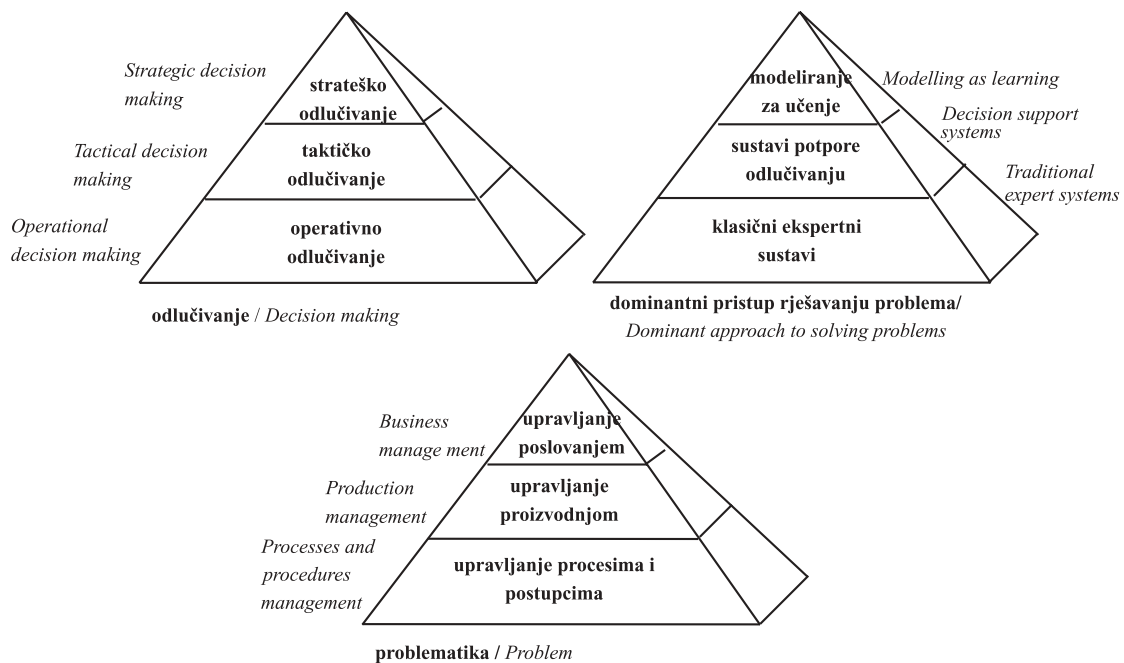 Strategic decision
making
strateško
odlučivanje
Tactical decision
making
taktičko
odlučivanje
Operational
decision making
operativno
odlučivanje
odlučivanje / Decision making
modeliranje
za učenje
Modelling as learning
sustavi potpore
odlučivanju
Decision support
systems
klasični ekspertni
sustavi
Traditional
expert systems
dominantni pristup rješavanju problema/
Dominant approach to solving problems
Business
manage ment
upravljanje
poslovanjem
Production
management
upravljanje
proizvodnjom
Processes and
procedures
management
upravljanje procesima i
postupcima
problematika / Problem